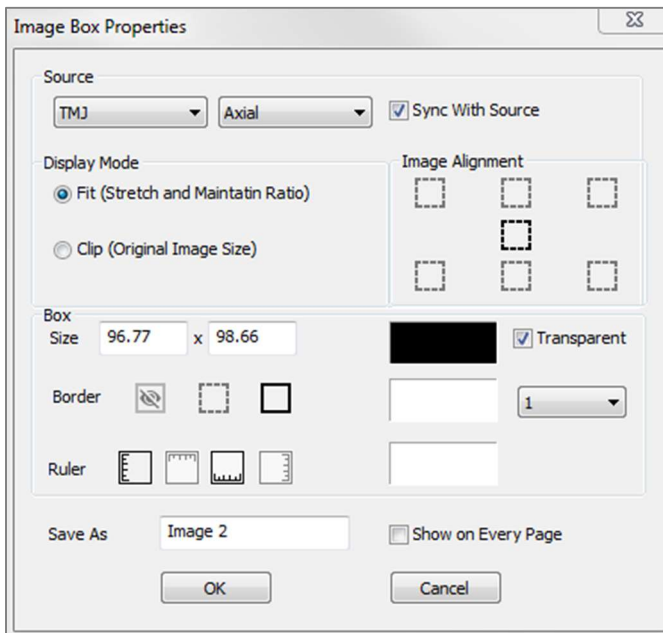 Image Box Properties
Source
TMJ Axial Sync With Source
Display Mode Image Alignment
Fit (Stretch and Maintatin Ratio)
Clip (Original Image Size)
Box
Size 96.77 x 98.66 Transparent
Border 1
Ruler
Save As Image 2 Show on Every Page
OK Cancel